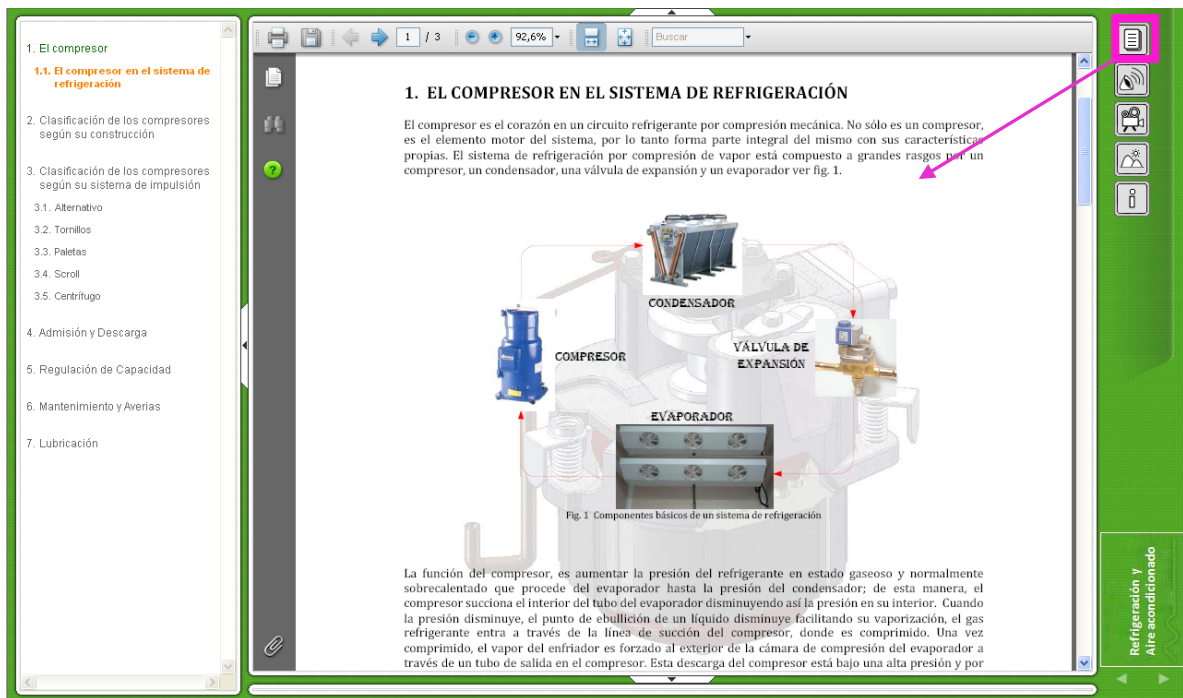 1. El compresor
1.1. El compresor en el sistema de
refrigeración
2. Clasificación de los compresores
según su construcción
3. Clasificación de los compresores
según su sistema de impulsión
3.1. Alternativo
3.2. Tornillos
3.3. Paletas
3.4. Scroll
3.5. Centrífugo
4. Admisión y Descarga
5. Regulación de Capacidad
6. Mantenimiento y Averias
7. Lubricación
1 / 3
92,6%
Buscar
1. EL COMPRESOR EN EL SISTEMA DE REFRIGERACIÓN
El compresor es el corazón en un circuito refrigerante por compresión mecánica. No sólo es un compresor,
es el elemento motor del sistema, por lo tanto forma parte integral del mismo con sus características
propias. El sistema de refrigeración por compresión de vapor está compuesto a grandes rasgos por un
compresor, un condensador, una válvula de expansión y un evaporador ver fig. 1.
CONDENSADOR
COMPRESOR
VÁLVULA DE
EXPANSIÓN
EVAPORADOR
Fig. 1 Componentes básicos de un sistema de refrigeración
La función del compresor, es aumentar la presión del refrigerante en estado gaseoso y normalmente
sobrecalentado que procede del evaporador hasta la presión del condensador; de esta manera, el
compresor succiona el interior del tubo del evaporador disminuyendo así la presión en su interior. Cuando
la presión disminuye, el punto de ebullición de un líquido disminuye facilitando su vaporización, el gas
refrigerante entra a través de la línea de succión del compresor, donde es comprimido. Una vez
comprimido, el vapor del enfriador es forzado al exterior de la cámara de compresión del evaporador a
través de un tubo de salida en el compresor. Esta descarga del compresor está bajo una alta presión y por
Refrigeración y
Aire acondicionado